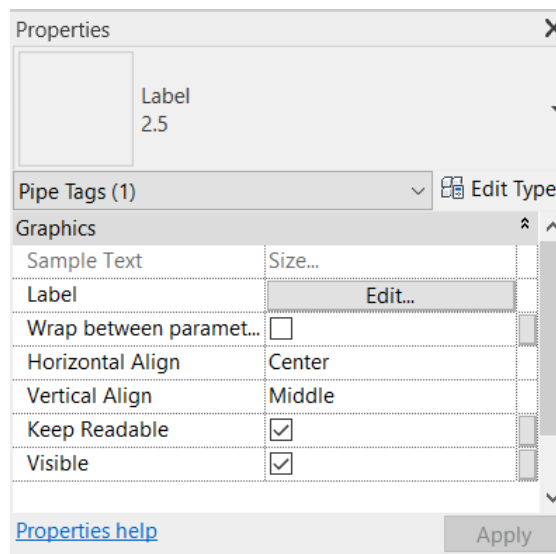 Properties
Label
2.5
Pipe Tags (1)
Edit Type
Graphics
Sample Text Size...
Label Edit...
Wrap between paramet...
Horizontal Align Center
Vertical Align Middle
Keep Readable
Visible
Properties help Apply